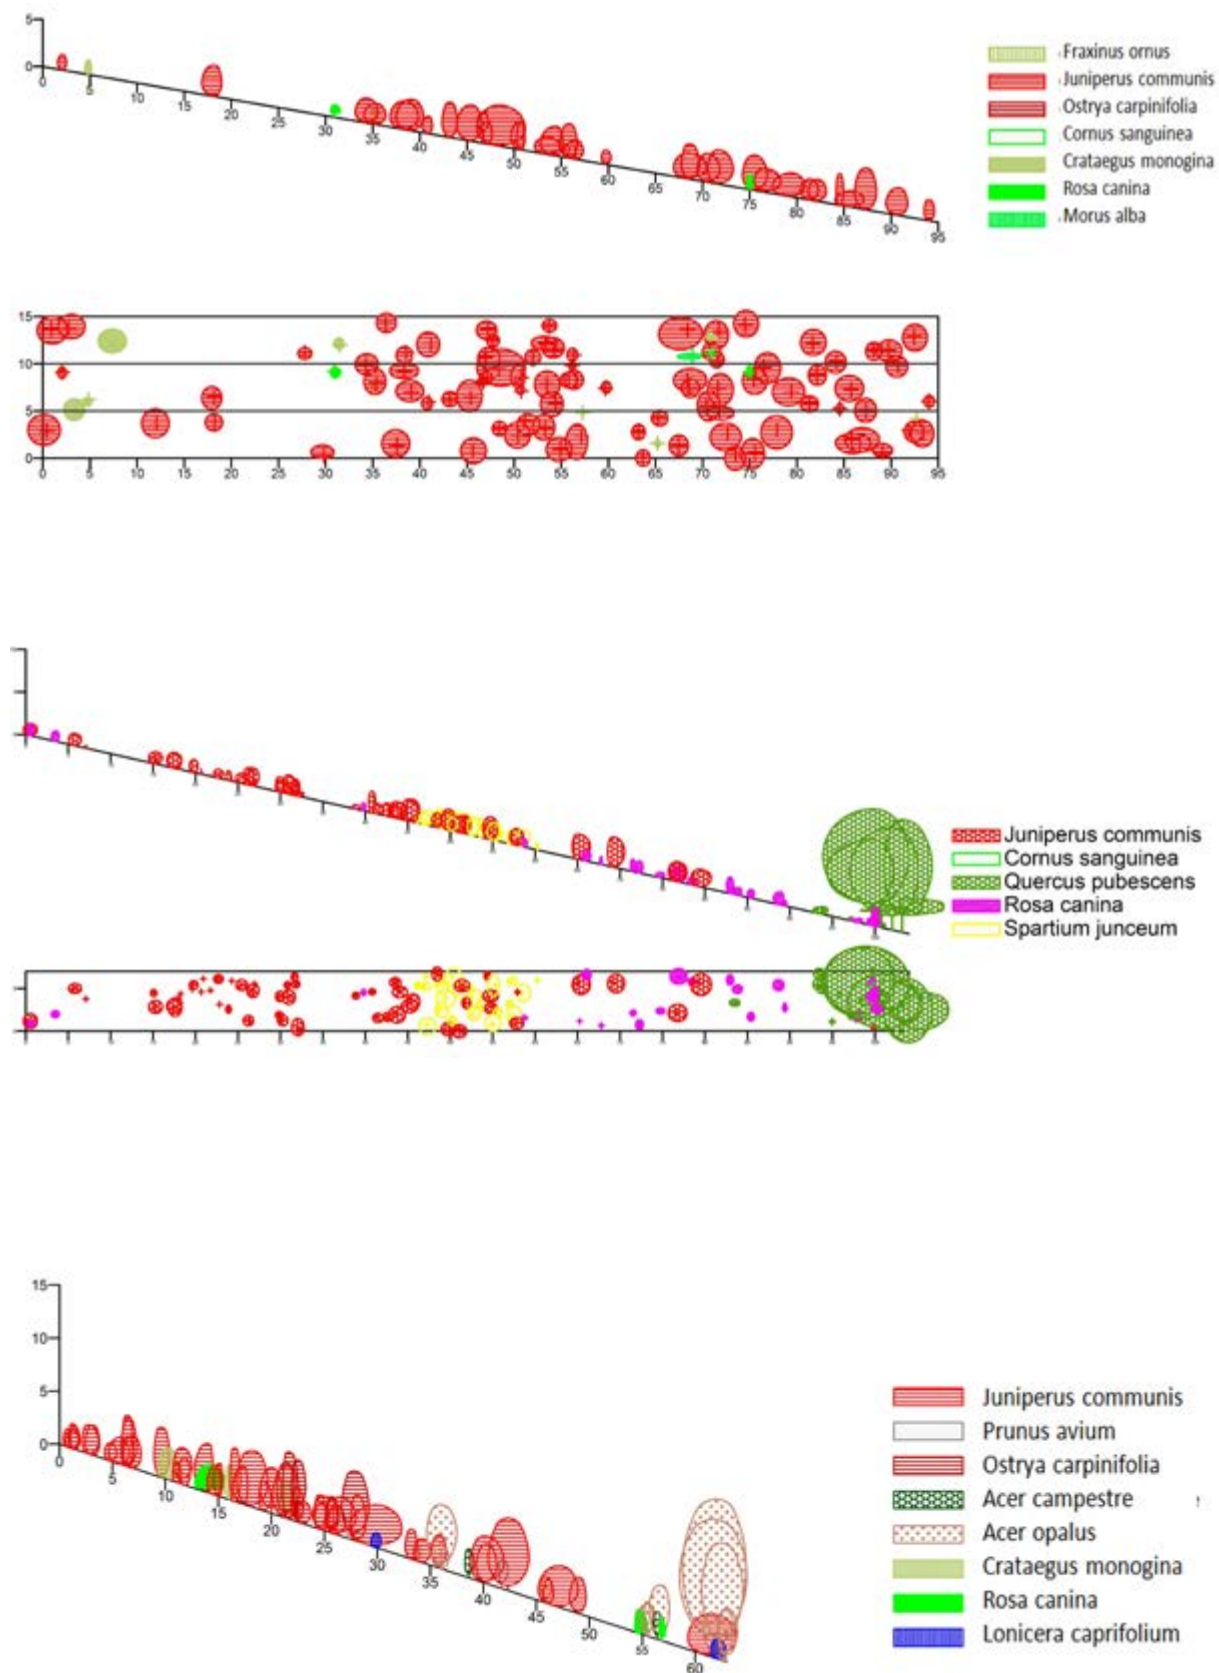 5
0
0
5
10
15
20
25
30
35
40
45
50
55
60
65
70
75
80
85
90
95
Fraxinus ornus
Juniperus communis
Ostrya carpinifolia
Cornus sanguinea
Crataegus monogina
Rosa canina
Morus alba
15
10
5
0
0 5 10 15 20 25 30 35 40 45 50 55 60 65 70 75 80 85 90 95
Juniperus communis
Cornus sanguinea
Quercus pubescens
Rosa canina
Spartium junceum
15
10
5
0
0
5
10
15
20
25
30
35
40
45
50
55
60
Juniperus communis
Prunus avium
Ostrya carpinifolia
Acer campestre
Acer opalus
Crataegus monogina
Rosa canina
Lonicera caprifolium